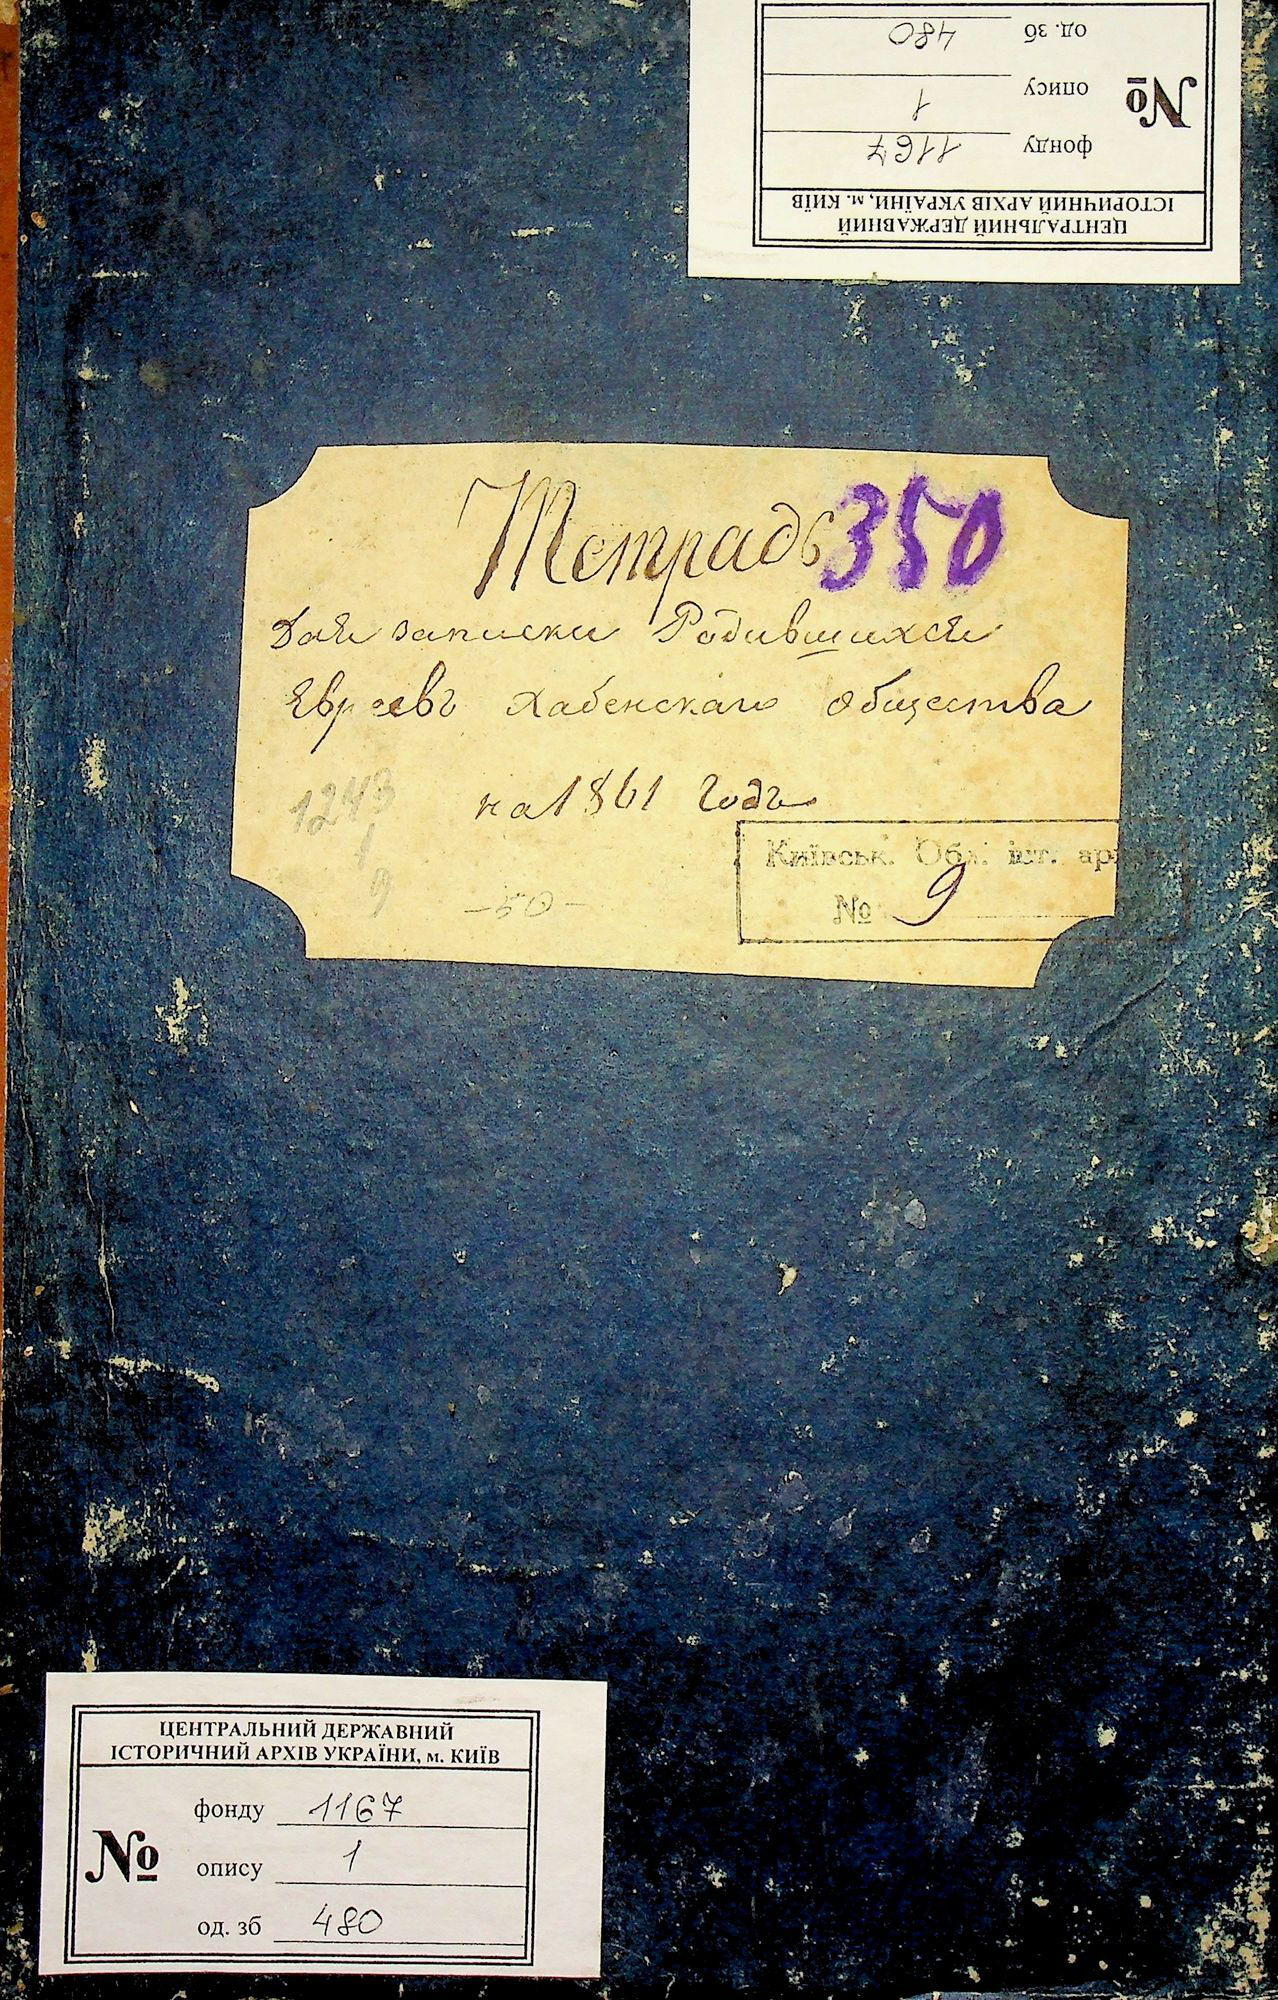 ЦЕНТРАЛЬНИЙ ДЕРЖАВНИЙ
ІСТОРИЧНИЙ АРХІВ УКРАЇНИ, м. КИЇВ
№
фонду 1167
опису 1
од. зб 480
Тетрадь 350
Для записки Родившихся
Евреевъ Хабенскаго общества
на 1861 годъ
1243
1
9
-50-
Київськ. Обл. іст. ар
№ 9
ЦЕНТРАЛЬНИЙ ДЕРЖАВНИЙ
ІСТОРИЧНИЙ АРХІВ УКРАЇНИ, м. КИЇВ
№
фонду 1167
опису 1
од. зб 480